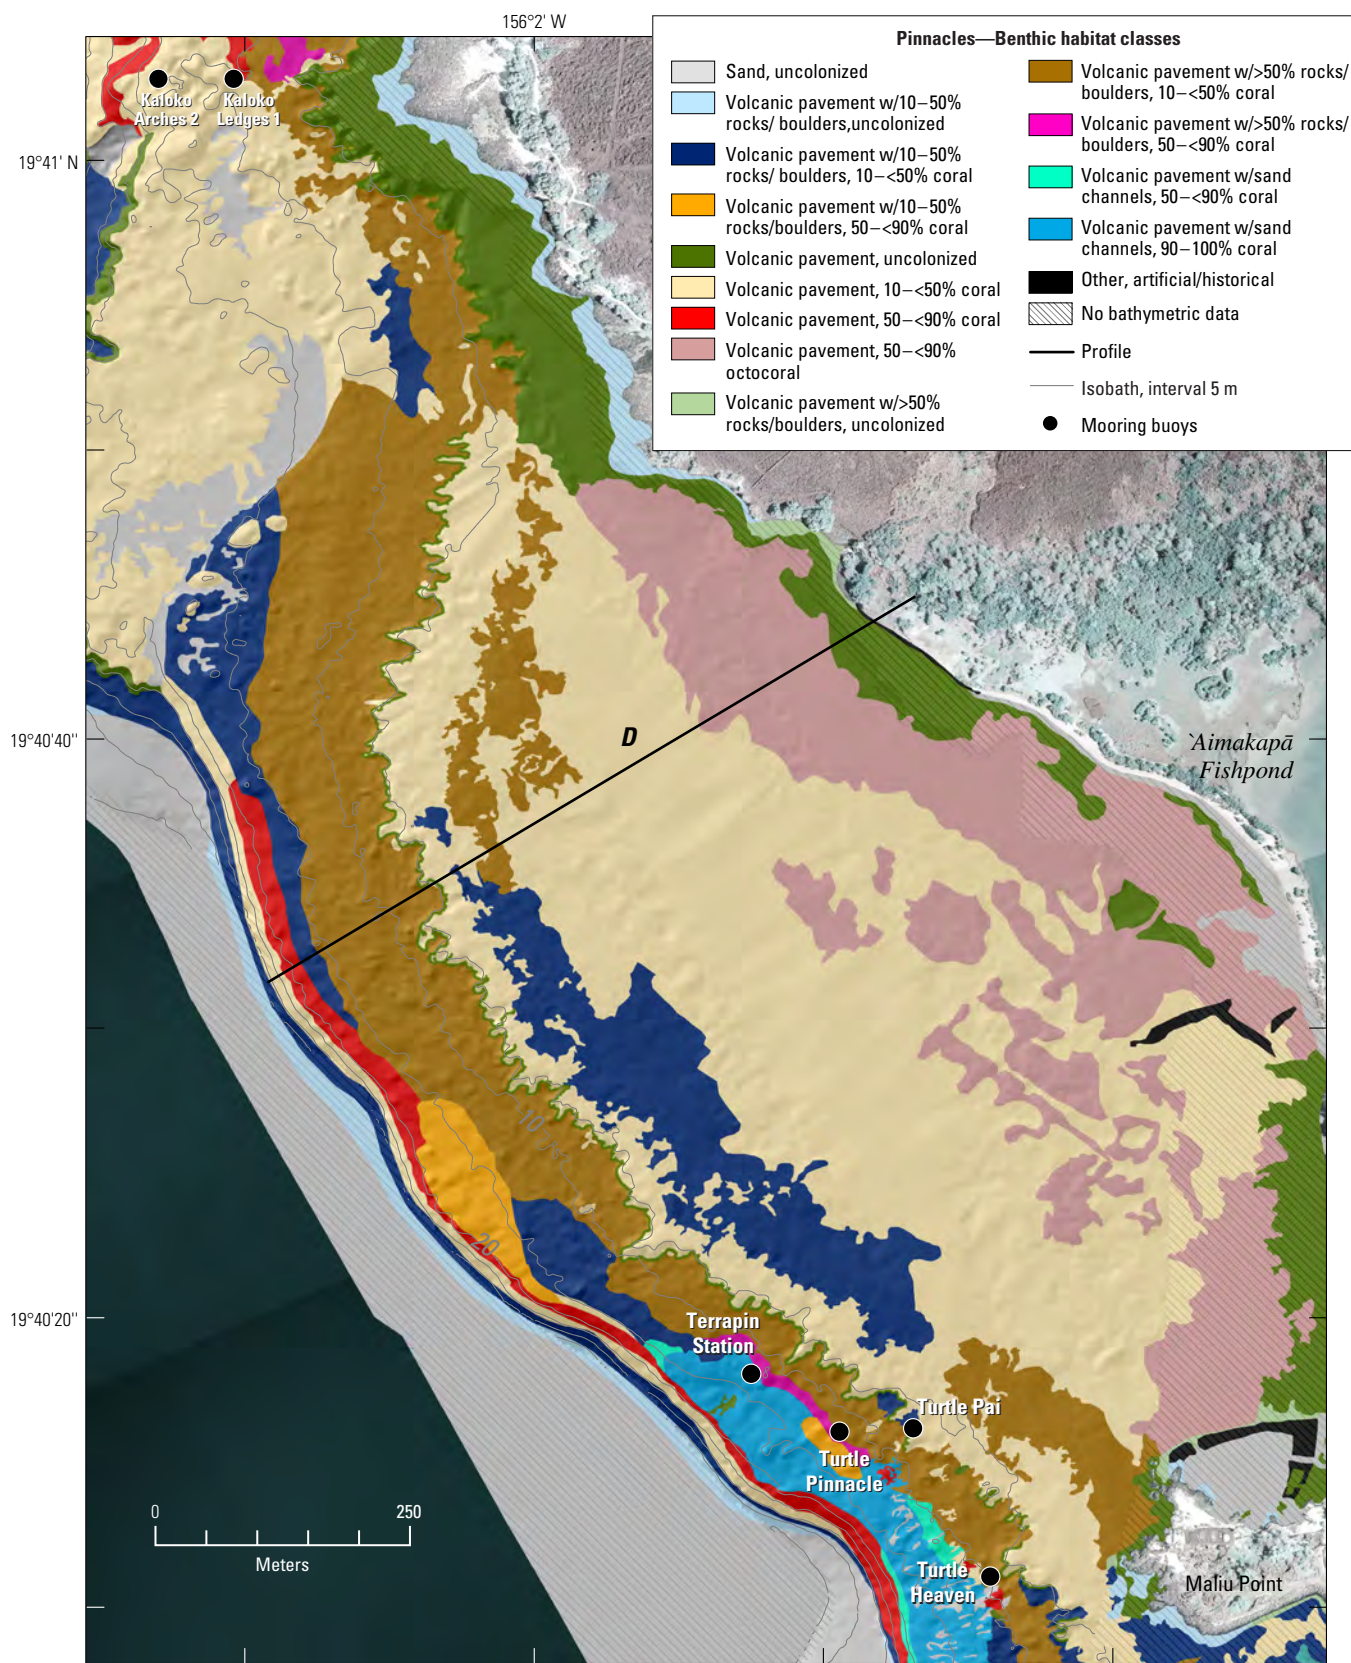 156°2' W
Pinnacles—Benthic habitat classes
Sand, uncolonized
Volcanic pavement w/10–50%
rocks/ boulders,uncolonized
Volcanic pavement w/10–50%
rocks/ boulders, 10–<50% coral
Volcanic pavement w/10–50%
rocks/boulders, 50–<90% coral
Volcanic pavement, uncolonized
Volcanic pavement, 10–<50% coral
Volcanic pavement, 50–<90% coral
Volcanic pavement, 50–<90%
octocoral
Volcanic pavement w/>50%
rocks/boulders, uncolonized
Volcanic pavement w/>50% rocks/
boulders, 10–<50% coral
Volcanic pavement w/>50% rocks/
boulders, 50–<90% coral
Volcanic pavement w/sand
channels, 50–<90% coral
Volcanic pavement w/sand
channels, 90–100% coral
Other, artificial/historical
No bathymetric data
Profile
Isobath, interval 5 m
Mooring buoys
Kaloko
Arches 2
Kaloko
Ledges 1
19°41' N
D
19°40'40"
`Aimakapā
Fishpond
10
20
19°40'20"
Terrapin
Station
Turtle Pai
Turtle
Pinnacle
0 250
Meters
Turtle
Heaven
Maliu Point